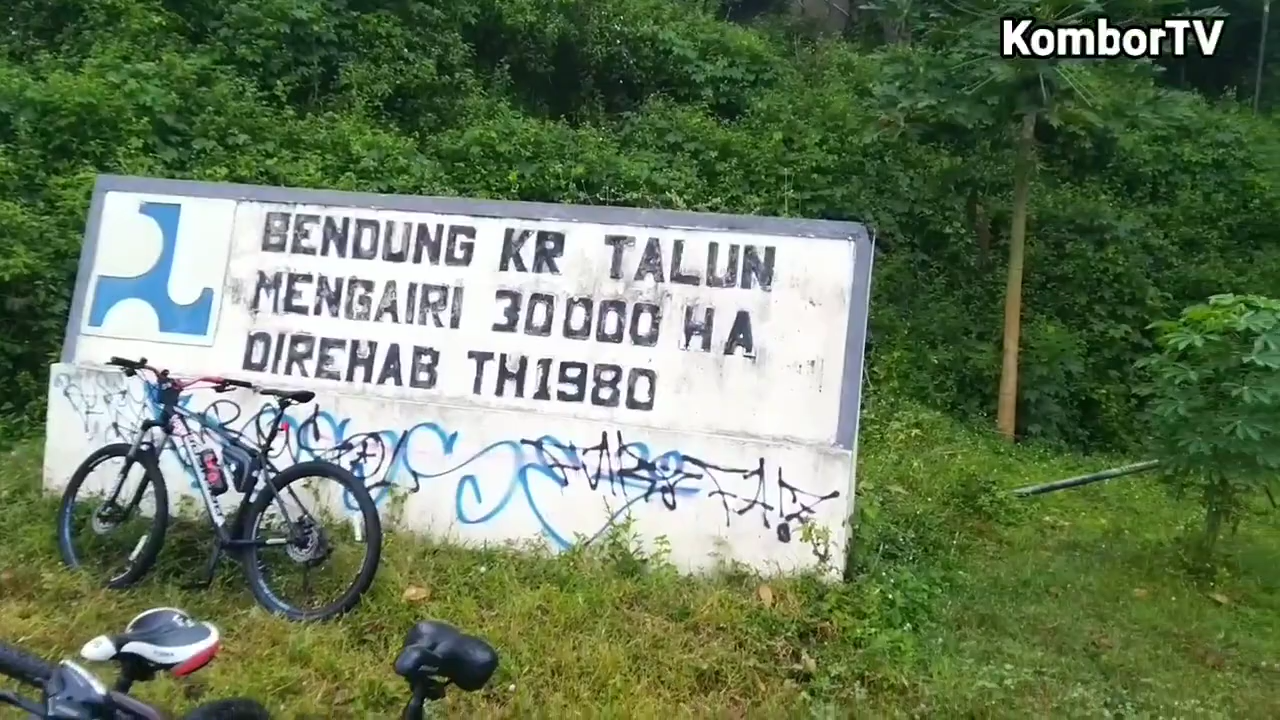 KomborTV
BENDUNG KR TALUN
MENGAIRI 30000 HA
DIREHAB TH1980